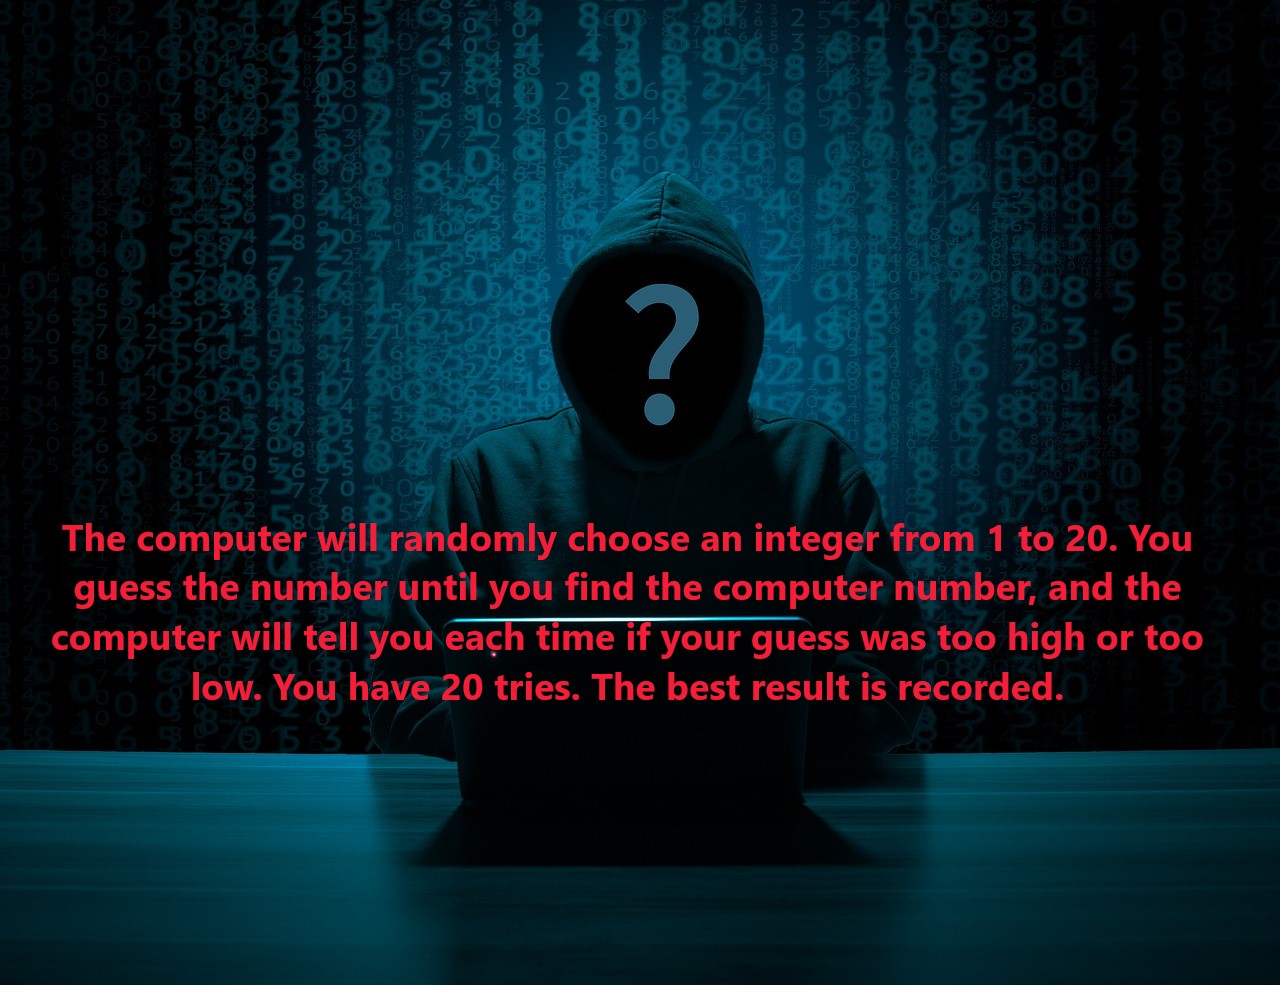 ?
The computer will randomly choose an integer from 1 to 20. You
guess the number until you find the computer number, and the
computer will tell you each time if your guess was too high or too
low. You have 20 tries. The best result is recorded.